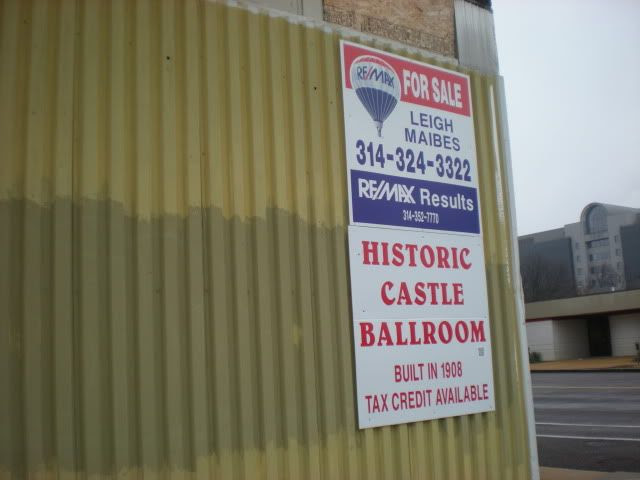 RE/MAX
FOR SALE
LEIGH
MAIBES
314-324-3322
RE/MAX Results
314-352-7770
HISTORIC
CASTLE
BALLROOM
BUILT IN 1908
TAX CREDIT AVAILABLE